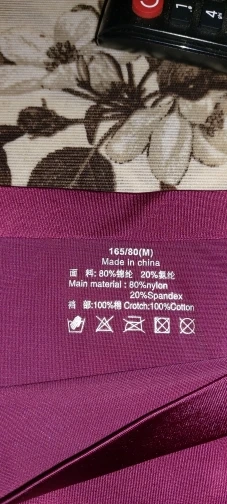 165/80(M)
Made in china
面 料:80%锦纶 20%氨纶
Main material : 80%nylon
20%Spandex
裆 部:100%棉 Crotch:100%Cotton